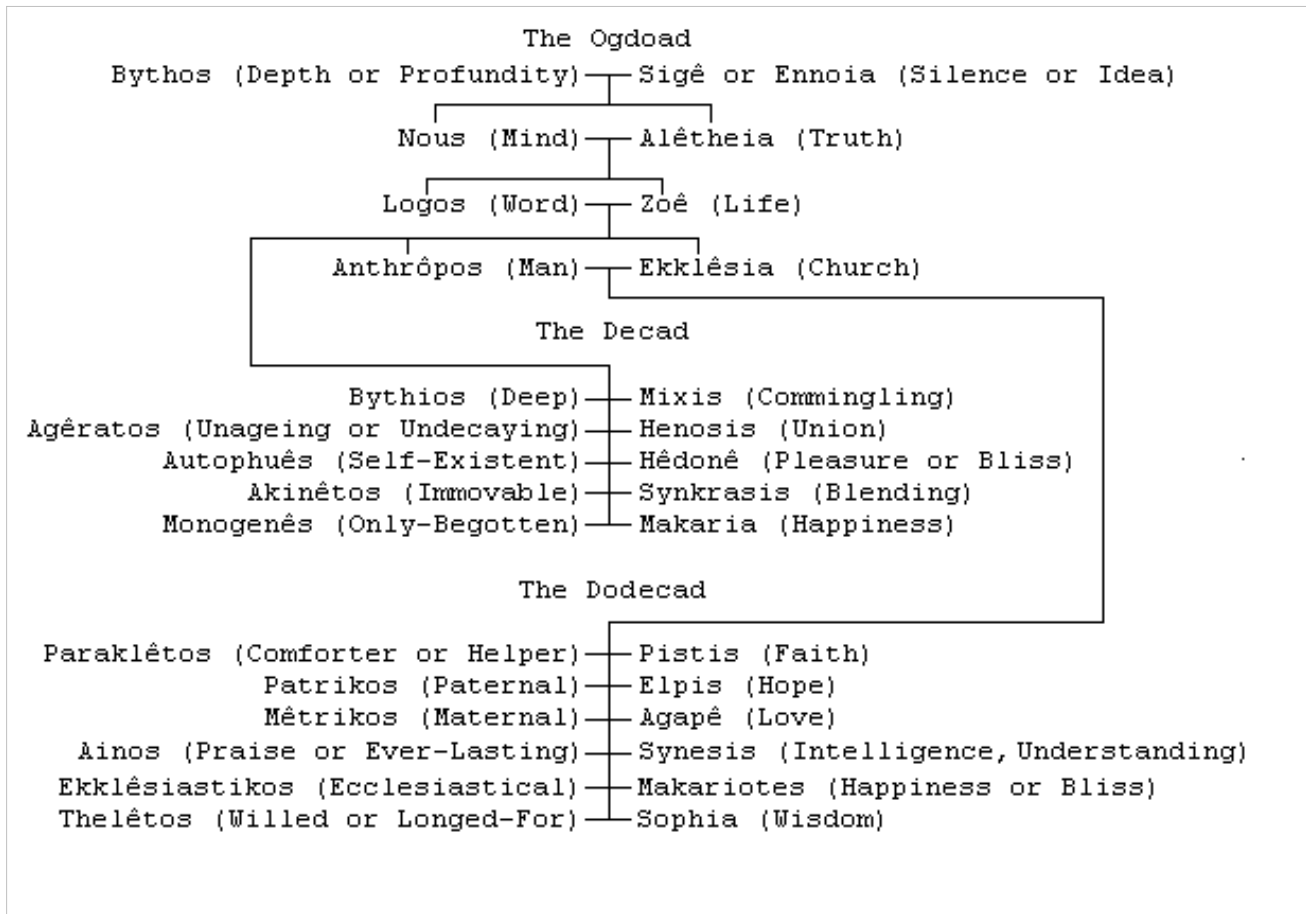 The Ogdoad
Bythos (Depth or Profundity) Sigê or Ennoia (Silence or Idea)
Nous (Mind) Alêtheia (Truth)
Logos (Word) Zoê (Life)
Anthrôpos (Man) Ekklêsia (Church)
The Decad
Bythios (Deep) Mixis (Commingling)
Agêratos (Unageing or Undecaying) Henosis (Union)
Autophuês (Self-Existent) Hêdonê (Pleasure or Bliss)
Akinêtos (Immovable) Synkrasis (Blending)
Monogenês (Only-Begotten) Makaria (Happiness)
The Dodecad
Paraklêtos (Comforter or Helper) Pistis (Faith)
Patrikos (Paternal) Elpis (Hope)
Mêtrikos (Maternal) Agapê (Love)
Ainos (Praise or Ever-Lasting) Synesis (Intelligence, Understanding)
Ekklêsiastikos (Ecclesiastical) Makariotes (Happiness or Bliss)
Thelêtos (Willed or Longed-For) Sophia (Wisdom)